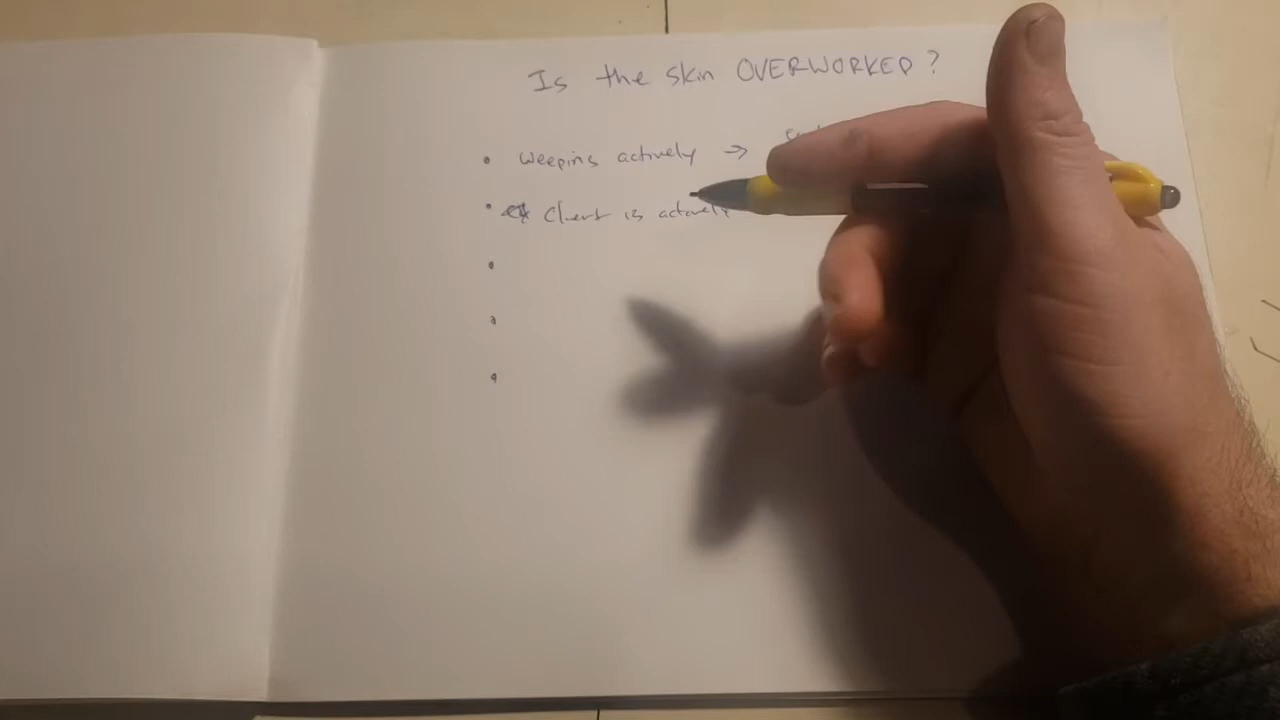 Is the skin OVERWORKED?
• weeping actively →
• Client is actively